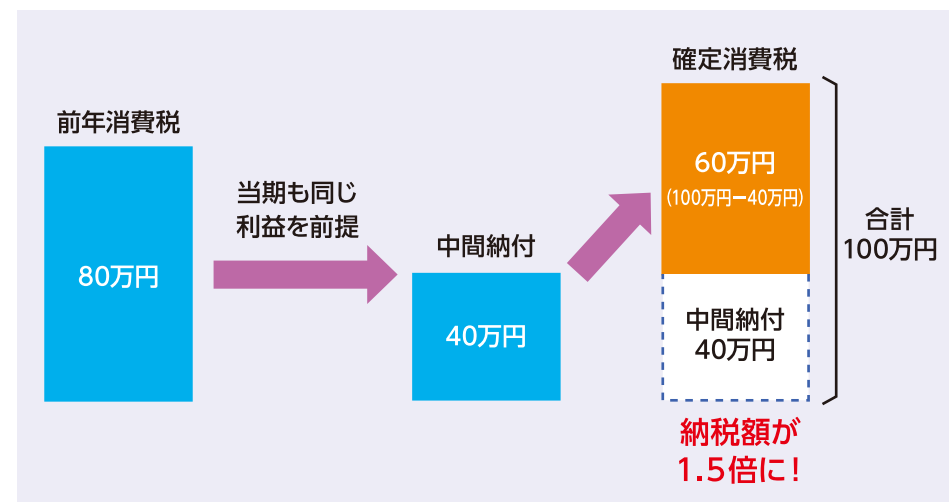 前年消費税
80万円
当期も同じ
利益を前提
中間納付
40万円
確定消費税
60万円
(100万円ー40万円)
中間納付
40万円
合計
100万円
納税額が
1.5倍に！